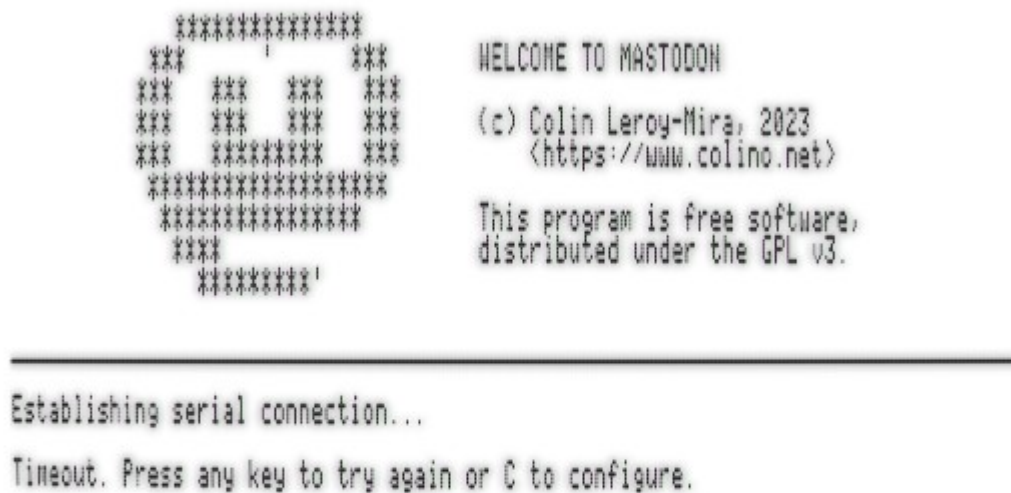 WELCOME TO MASTODON
(c) Colin Leroy-Mira, 2023
<https://www.colino.net>
This program is free software,
distributed under the GPL v3.
Establishing serial connection...
Timeout. Press any key to try again or C to configure.